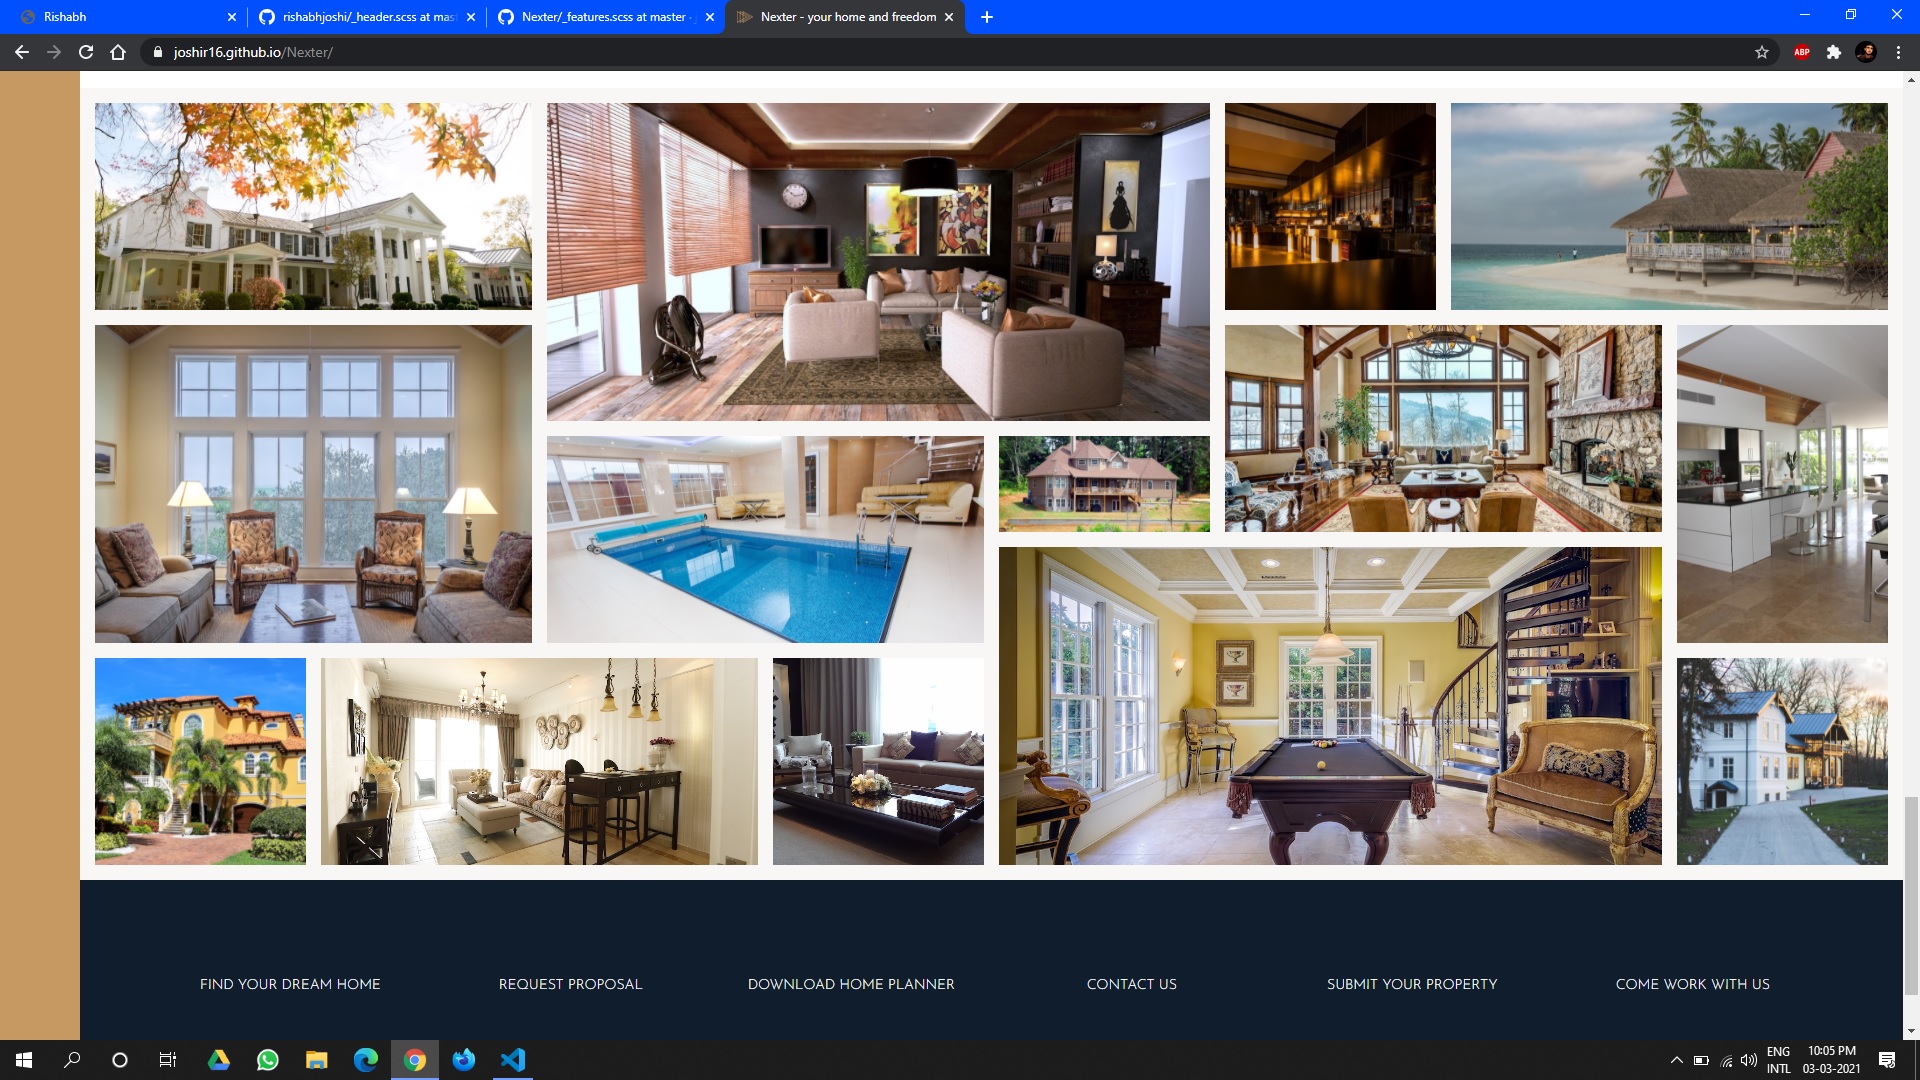 Rishabh
rishabhjoshi/_header.scss at mas
Nexter/_features.scss at master ·
Nexter - your home and freedom
joshir16.github.io/Nexter/
ABP
FIND YOUR DREAM HOME
REQUEST PROPOSAL
DOWNLOAD HOME PLANNER
CONTACT US
SUBMIT YOUR PROPERTY
COME WORK WITH US
ENG
INTL
10:05 PM
03-03-2021